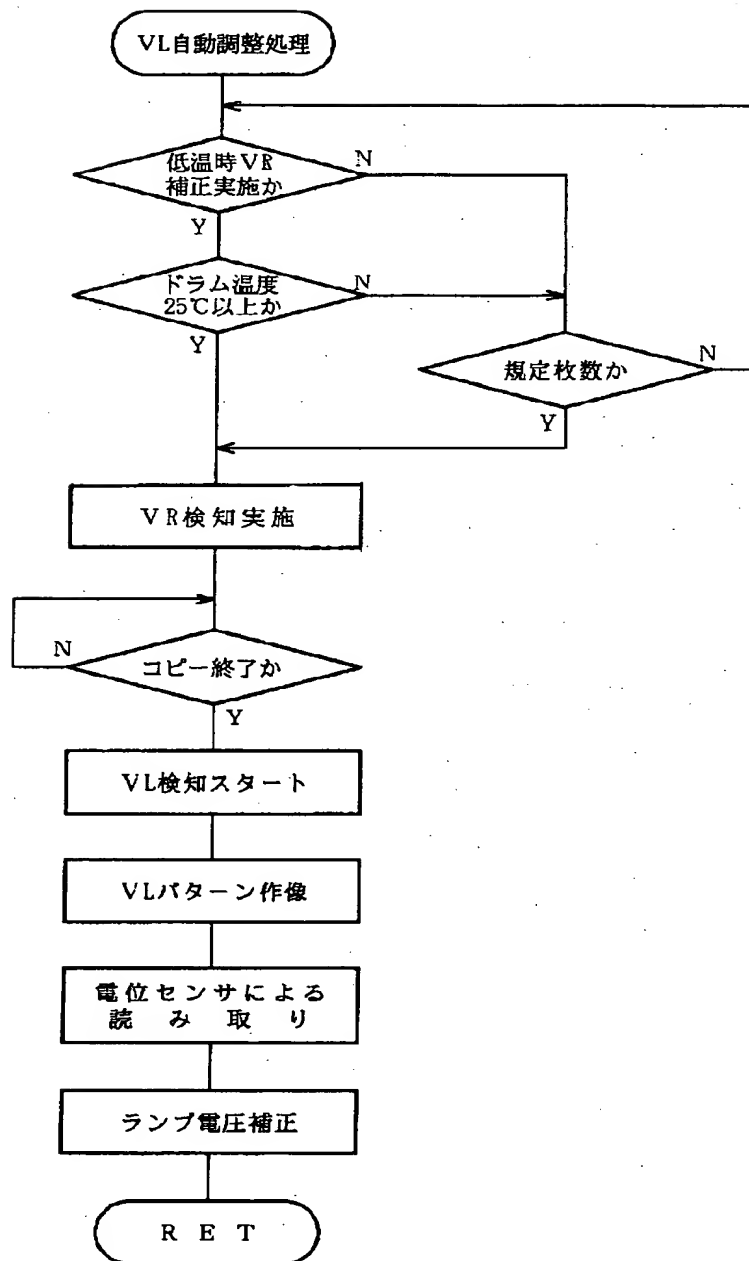 VL自動調整処理
低温時VR
補正実施か
N
Y
ドラム温度
25℃以上か
N
Y
規定枚数か
N
Y
VR検知実施
コピー終了か
N
Y
VL検知スタート
VLパターン作像
電位センサによる
読み取り
ランプ電圧補正
RET